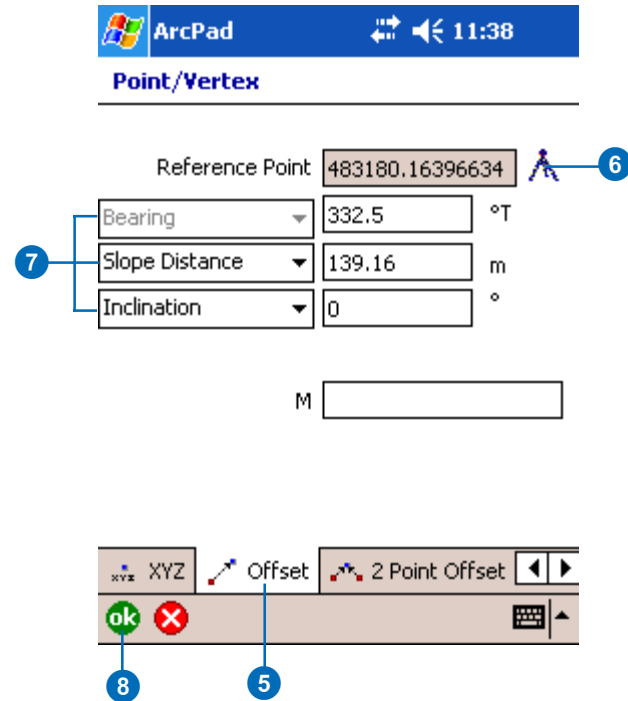 ArcPad 11:38
Point/Vertex
Reference Point 483180.16396634 6
Bearing 332.5 °T
7 Slope Distance 139.16 m
Inclination 0 °
M
XYZ XYZ Offset 2 Point Offset
ok
8 5